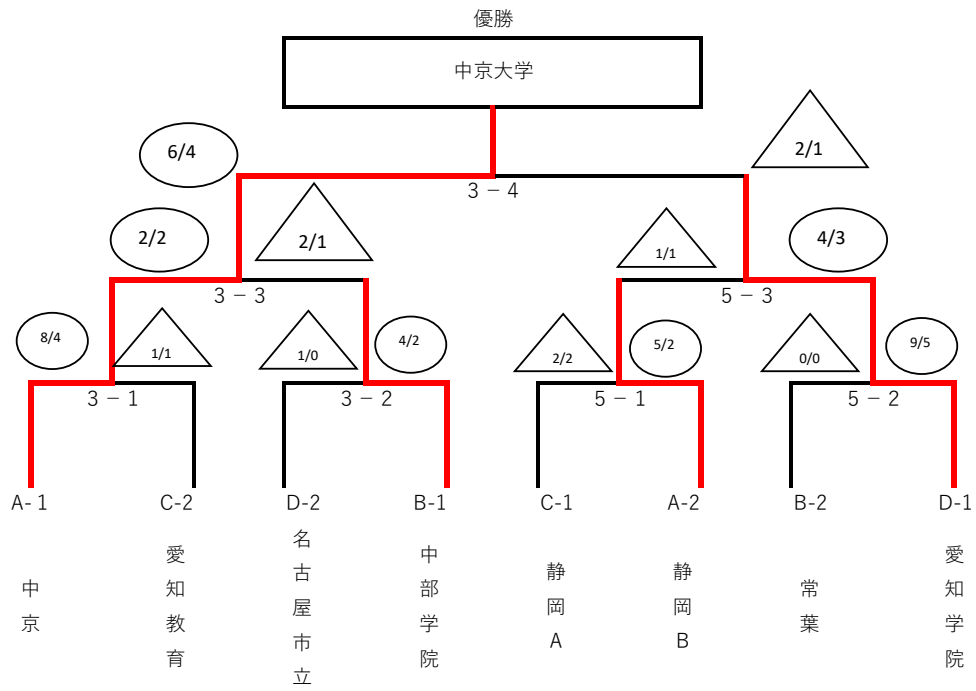 優勝
中京大学
6/4
2/1
3 − 4
2/2
2/1
1/1
4/3
3 − 3
5 − 3
8/4
1/1
1/0
4/2
2/2
5/2
0/0
9/5
3 − 1
3 − 2
5 − 1
5 − 2
A- 1
C-2
D-2
B-1
C-1
A-2
B-2
D-1
中京
愛知教育
名古屋市立
中部学院
静岡A
静岡B
常葉
愛知学院